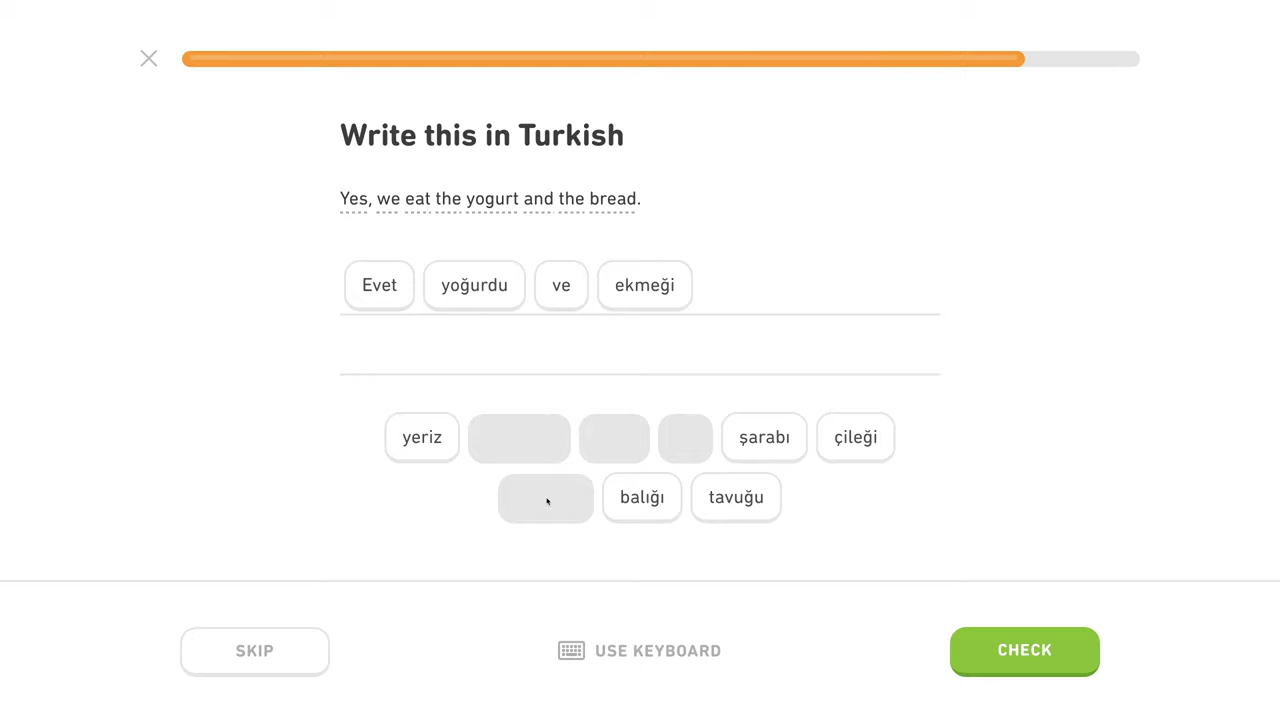 Write this in Turkish
Yes, we eat the yogurt and the bread.
Evet yoğurdu ve ekmeği
yeriz şarabı çileği
balığı tavuğu
SKIP USE KEYBOARD CHECK